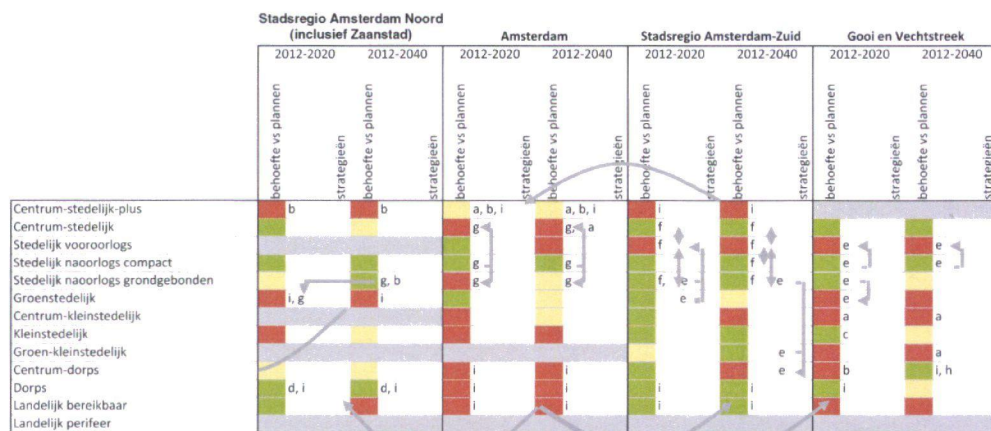 Stadsregio Amsterdam Noord
(inclusief Zaanstad) Amsterdam Stadsregio Amsterdam-Zuid Gooi en Vechtstreek
2012-2020 2012-2040 2012-2020 2012-2040 2012-2020 2012-2040 2012-2020 2012-2040
behoefte vs plannen strategieën behoefte vs plannen strategieën behoefte vs plannen strategieën behoefte vs plannen strategieën behoefte vs plannen strategieën behoefte vs plannen strategieën behoefte vs plannen strategieën behoefte vs plannen strategieën
Centrum-stedelijk-plus b b a, b, i a, b, i i i
Centrum-stedelijk g g, a f f
Stedelijk vooroorlogs f f e e
Stedelijk naoorlogs compact g g f f e e
Stedelijk naoorlogs grondgebonden g, b g g f, e f e e
Groenstedelijk i, g i e e
Centrum-kleinstedelijk a a
Kleinstedelijk c
Groen-kleinstedelijk e a
Centrum-dorps i i e b i, h
Dorps d, i d, i i i i i i
Landelijk bereikbaar i i i i
Landelijk perifeer